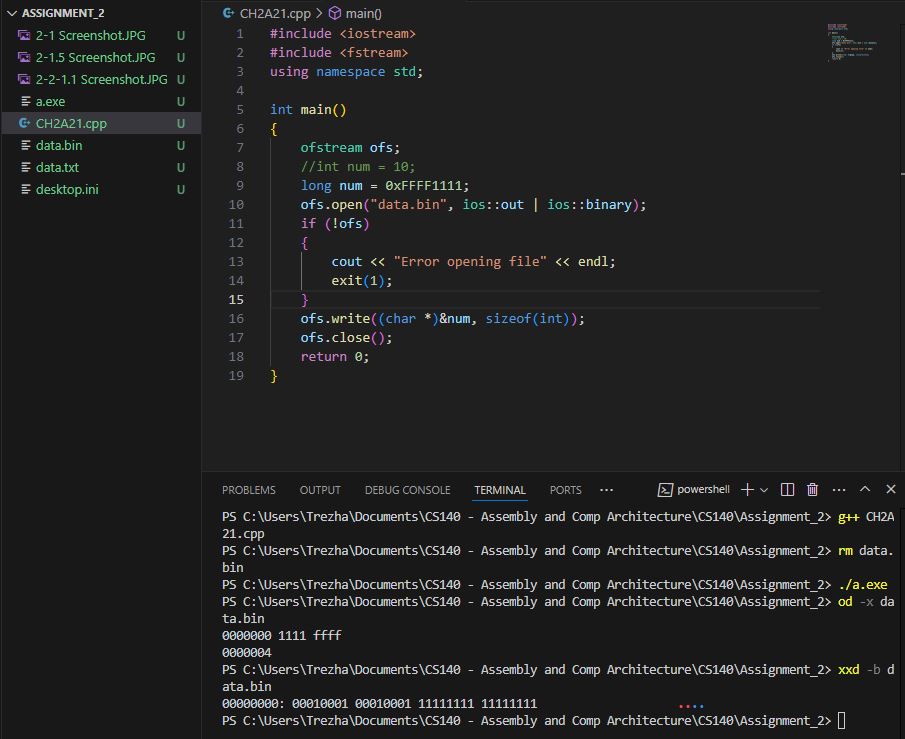 ASSIGNMENT_2
2-1 Screenshot.JPG U
2-1.5 Screenshot.JPG U
2-2-1.1 Screenshot.JPG U
a.exe U
CH2A21.cpp U
data.bin U
data.txt U
desktop.ini U
CH2A21.cpp > main()
1 #include <iostream>
2 #include <fstream>
3 using namespace std;
4
5 int main()
6 {
7 ofstream ofs;
8 //int num = 10;
9 long num = 0xFFFF1111;
10 ofs.open("data.bin", ios::out | ios::binary);
11 if (!ofs)
12 {
13 cout << "Error opening file" << endl;
14 exit(1);
15 }
16 ofs.write((char *)&num, sizeof(int));
17 ofs.close();
18 return 0;
19 }
PROBLEMS OUTPUT DEBUG CONSOLE TERMINAL PORTS ··· powershell
PS C:\Users\Trezha\Documents\CS140 - Assembly and Comp Architecture\CS140\Assignment_2> g++ CH2A
21.cpp
PS C:\Users\Trezha\Documents\CS140 - Assembly and Comp Architecture\CS140\Assignment_2> rm data.
bin
PS C:\Users\Trezha\Documents\CS140 - Assembly and Comp Architecture\CS140\Assignment_2> ./a.exe
PS C:\Users\Trezha\Documents\CS140 - Assembly and Comp Architecture\CS140\Assignment_2> od -x da
ta.bin
0000000 1111 ffff
0000004
PS C:\Users\Trezha\Documents\CS140 - Assembly and Comp Architecture\CS140\Assignment_2> xxd -b d
ata.bin
00000000: 00010001 00010001 11111111 11111111 ....
PS C:\Users\Trezha\Documents\CS140 - Assembly and Comp Architecture\CS140\Assignment_2>